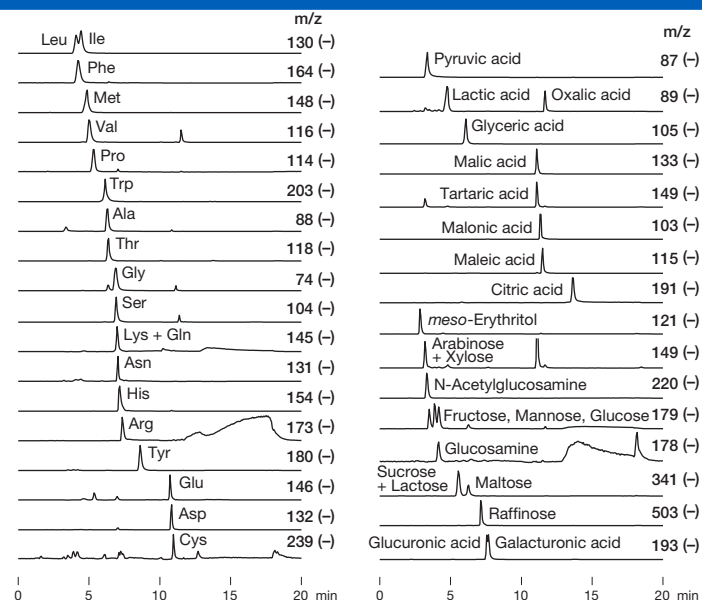 m/z
Leu Ile 130 (–)
Phe 164 (–)
Met 148 (–)
Val 116 (–)
Pro 114 (–)
Trp 203 (–)
Ala 88 (–)
Thr 118 (–)
Gly 74 (–)
Ser 104 (–)
Lys + Gln 145 (–)
Asn 131 (–)
His 154 (–)
Arg 173 (–)
Tyr 180 (–)
Glu 146 (–)
Asp 132 (–)
Cys 239 (–)
0 5 10 15 20 min
m/z
Pyruvic acid 87 (–)
Lactic acid Oxalic acid 89 (–)
Glyceric acid 105 (–)
Malic acid 133 (–)
Tartaric acid 149 (–)
Malonic acid 103 (–)
Maleic acid 115 (–)
Citric acid 191 (–)
meso-Erythritol 121 (–)
Arabinose
+ Xylose 149 (–)
N-Acetylglucosamine 220 (–)
Fructose, Mannose, Glucose 179 (–)
Glucosamine 178 (–)
Sucrose
+ Lactose Maltose 341 (–)
Raffinose 503 (–)
Glucuronic acid Galacturonic acid 193 (–)
0 5 10 15 20 min